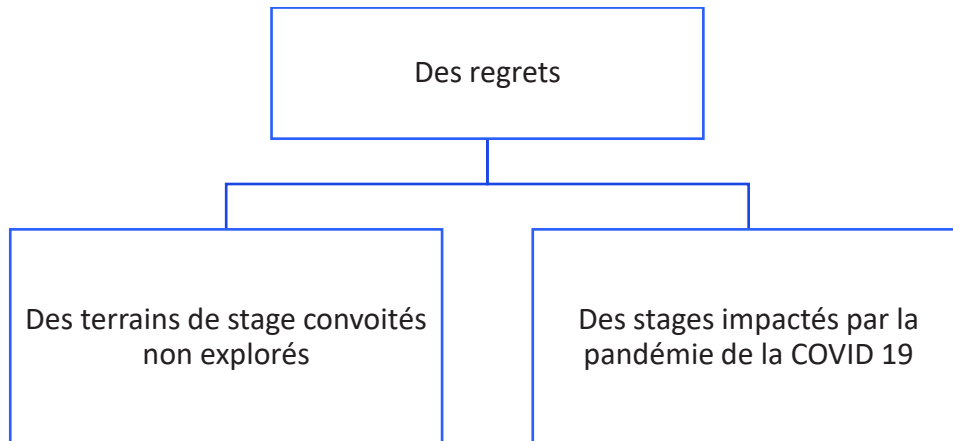 Des regrets
Des terrains de stage convoités
non explorés
Des stages impactés par la
pandémie de la COVID 19